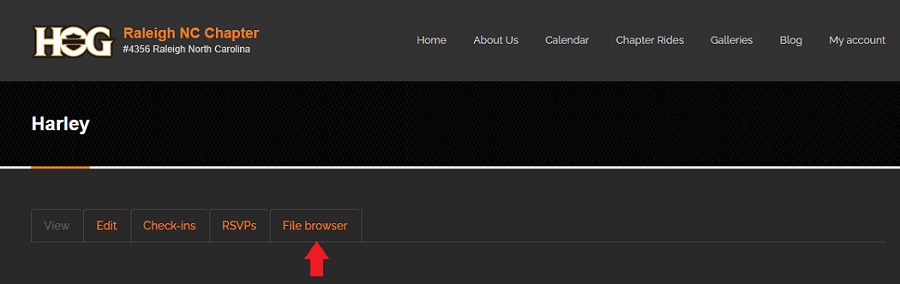 HOG Raleigh NC Chapter
#4356 Raleigh North Carolina
Home About Us Calendar Chapter Rides Galleries Blog My account
Harley
View Edit Check-ins RSVPs File browser